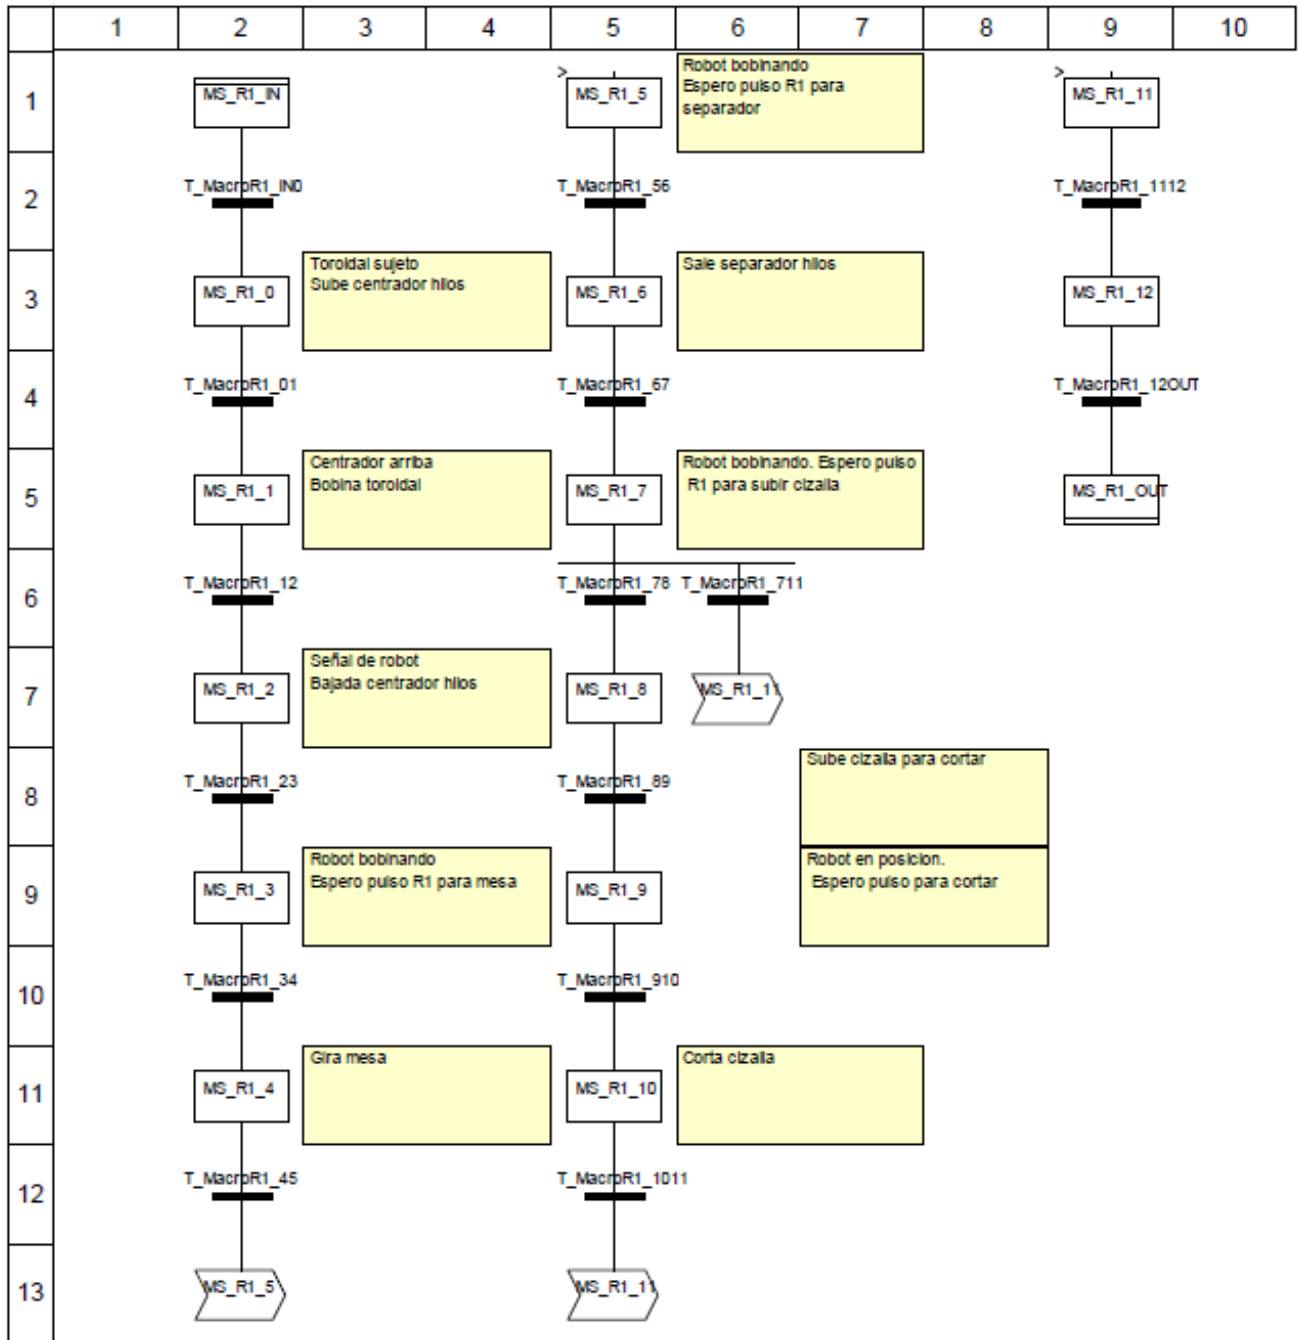 1 2 3 4 5 6 7 8 9 10
1
MS_R1_IN
>
MS_R1_5
Robot bobinando
Espero pulso R1 para
separador
>
MS_R1_11
2
T_MacroR1_IN0
T_MacroR1_56
T_MacroR1_1112
3
MS_R1_0
Toroidal sujeto
Sube centrador hilos
MS_R1_6
Sale separador hilos
MS_R1_12
4
T_MacroR1_01
T_MacroR1_67
T_MacroR1_12OUT
5
MS_R1_1
Centrador arriba
Bobina toroidal
MS_R1_7
Robot bobinando. Espero pulso
R1 para subir cizalla
MS_R1_OUT
6
T_MacroR1_12
T_MacroR1_78
T_MacroR1_711
7
MS_R1_2
Señal de robot
Bajada centrador hilos
MS_R1_8
MS_R1_11
8
T_MacroR1_23
T_MacroR1_89
Sube cizalla para cortar
9
MS_R1_3
Robot bobinando
Espero pulso R1 para mesa
MS_R1_9
Robot en posicion.
Espero pulso para cortar
10
T_MacroR1_34
T_MacroR1_910
11
MS_R1_4
Gira mesa
MS_R1_10
Corta cizalla
12
T_MacroR1_45
T_MacroR1_1011
13
MS_R1_5
MS_R1_11